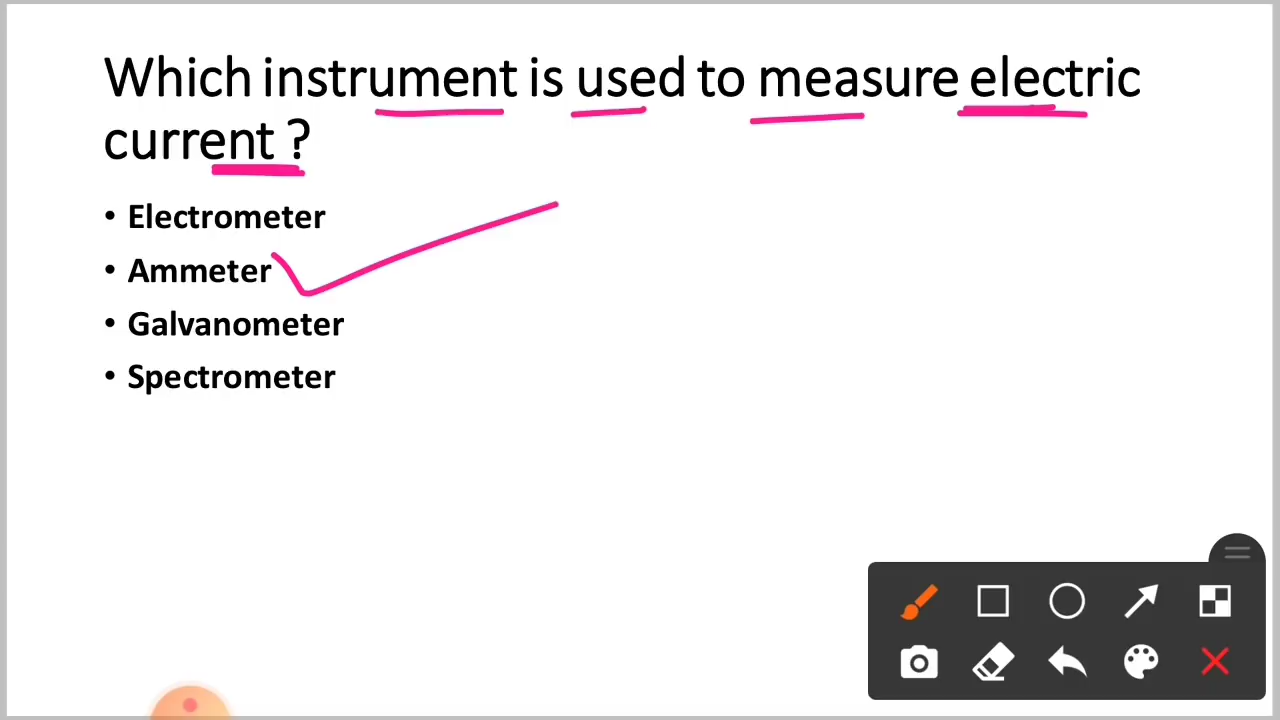 Which instrument is used to measure electric
current ?
• Electrometer
• Ammeter
• Galvanometer
• Spectrometer